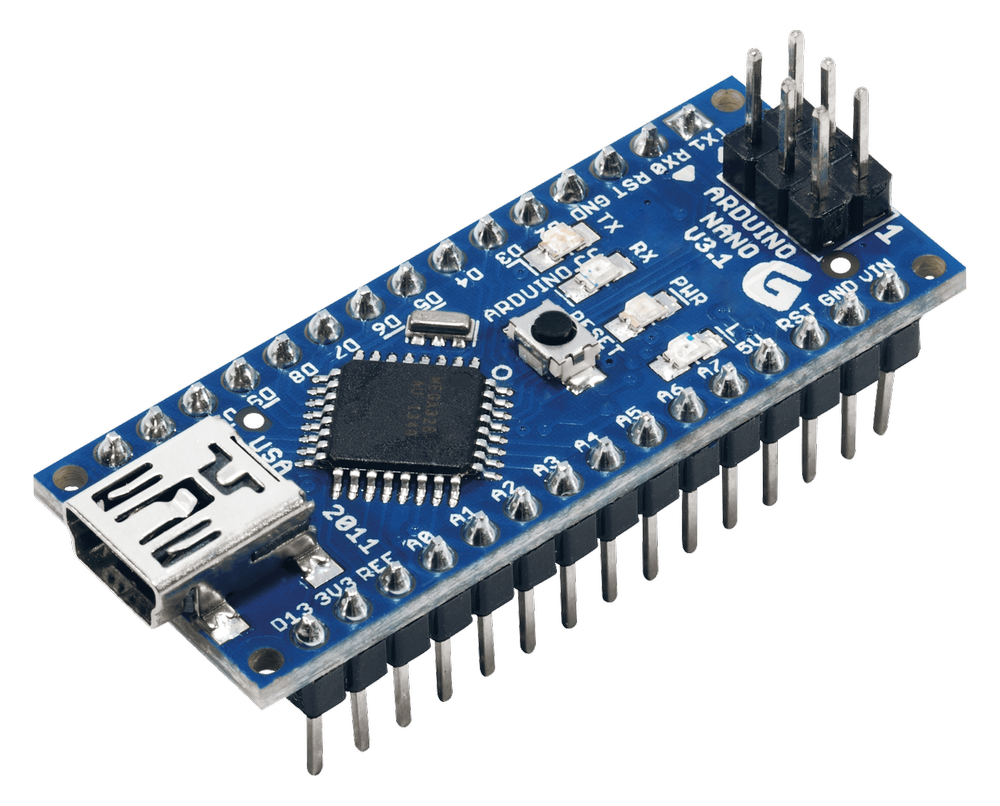 TX1
RX0
RST
GND
D2
D3
D4
D5
D6
D7
D8
D9
TX
RX
PWR
L
ARDUINO.CC
RESET
ARDUINO
NANO
V3.1
G
1
USA
2011
D13
3V3
REF
A0
A1
A2
A3
A4
A5
A6
A7
5V
RST
GND
VIN